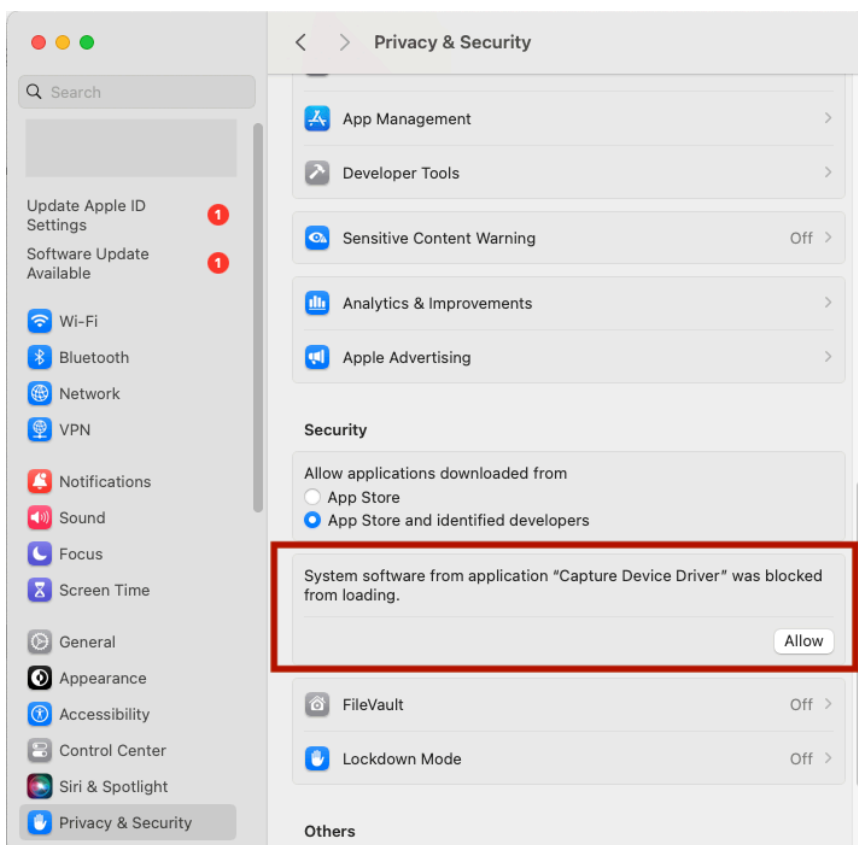 Privacy & Security
Search
Update Apple ID
Settings
1
Software Update
Available
1
Wi-Fi
Bluetooth
Network
VPN
Notifications
Sound
Focus
Screen Time
General
Appearance
Accessibility
Control Center
Siri & Spotlight
Privacy & Security
App Management
Developer Tools
Sensitive Content Warning
Off
Analytics & Improvements
Apple Advertising
Security
Allow applications downloaded from
App Store
App Store and identified developers
System software from application “Capture Device Driver” was blocked
from loading.
Allow
FileVault
Off
Lockdown Mode
Off
Others